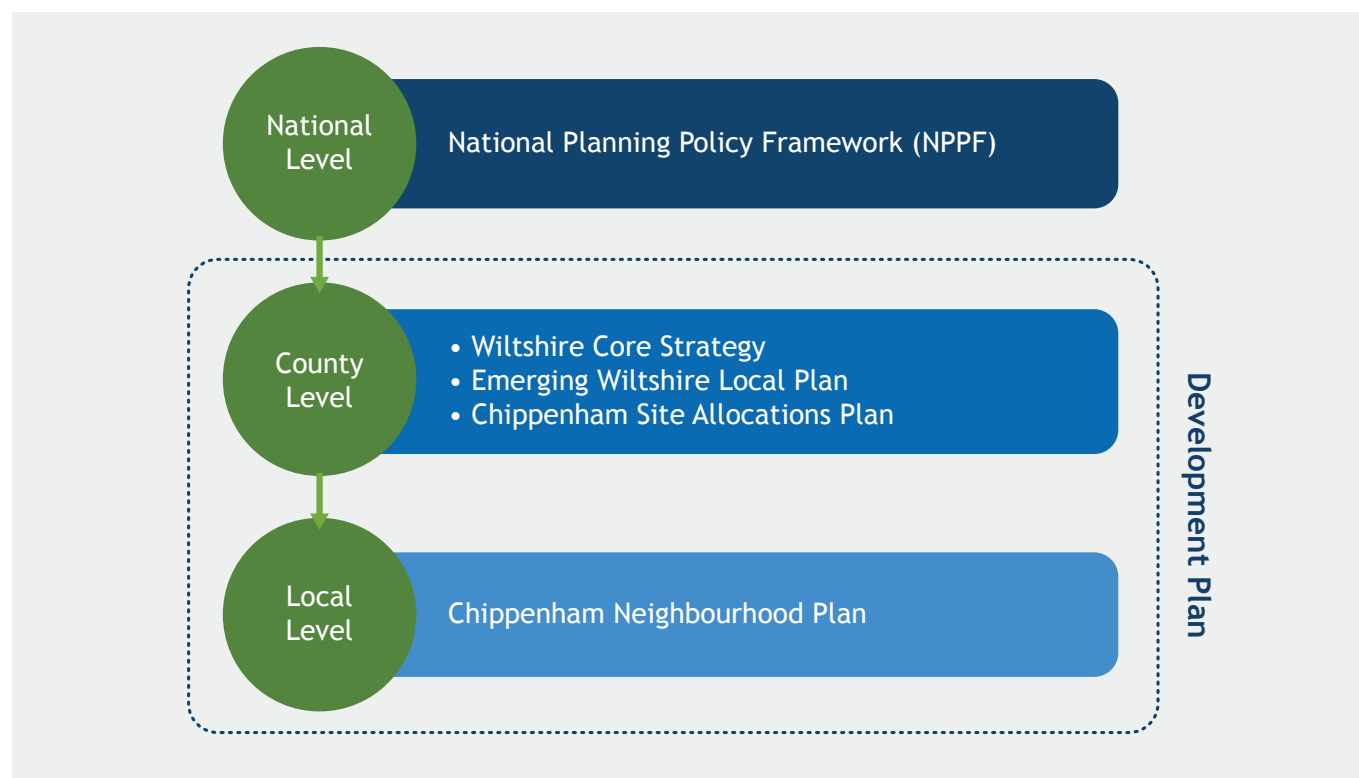 National
Level
National Planning Policy Framework (NPPF)
County
Level
• Wiltshire Core Strategy
• Emerging Wiltshire Local Plan
• Chippenham Site Allocations Plan
Local
Level
Chippenham Neighbourhood Plan
Development Plan